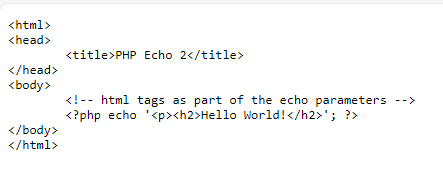 <html>
<head>
<title>PHP Echo 2</title>
</head>
<body>
<!-- html tags as part of the echo parameters -->
<?php echo '<p><h2>Hello World!</h2>'; ?>
</body>
</html>